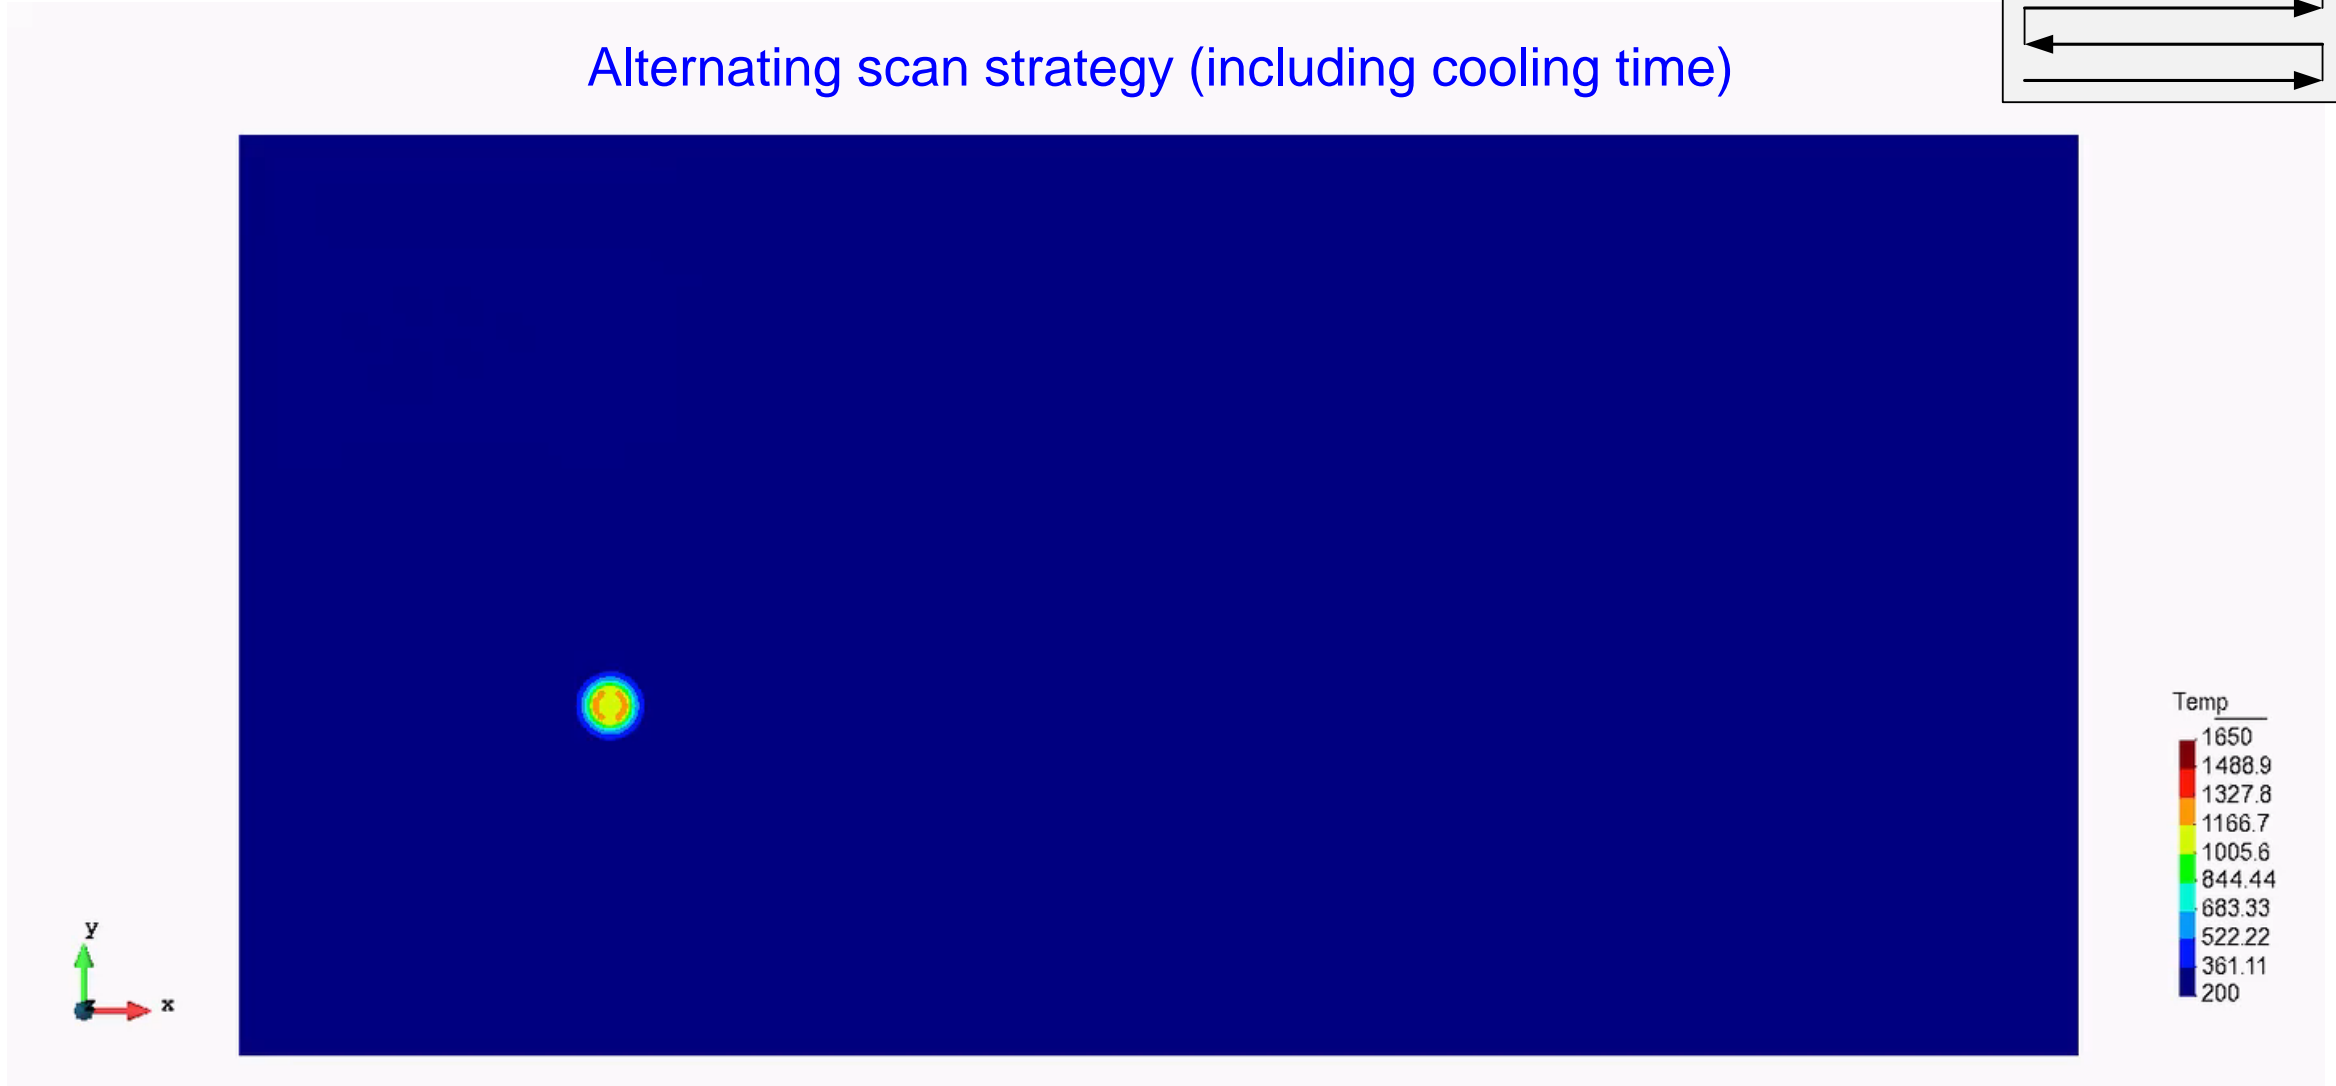 Alternating scan strategy (including cooling time)
Temp
1650
1488.9
1327.8
1166.7
1005.6
844.44
683.33
522.22
361.11
200
y
x